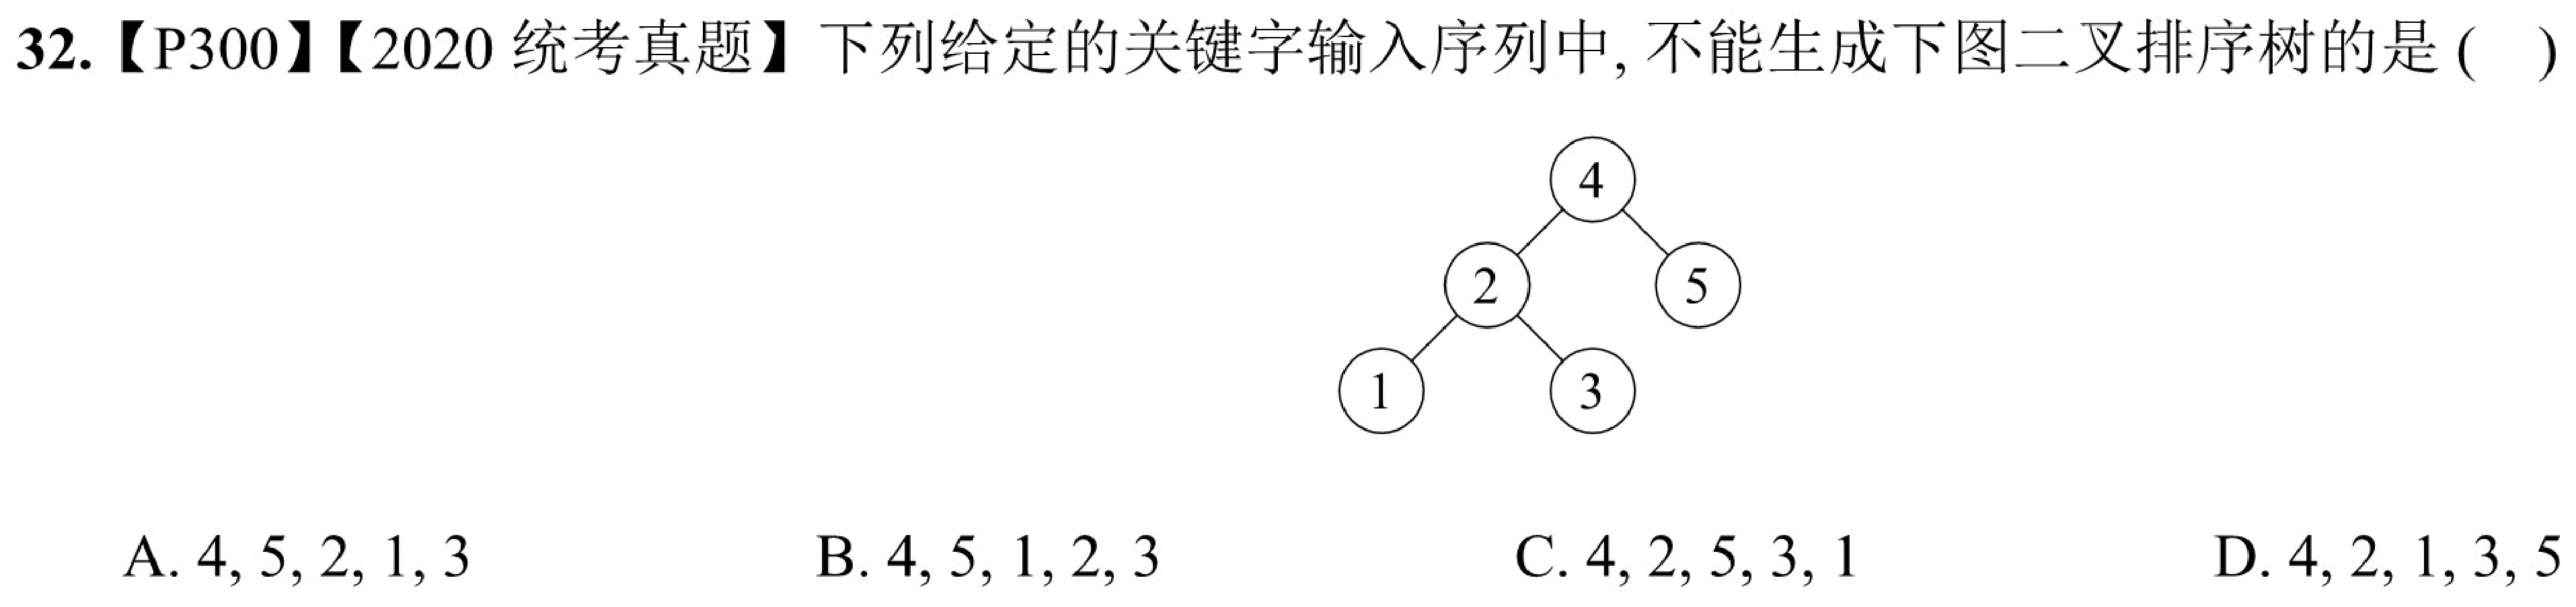 32.【P300】【2020 统考真题】下列给定的关键字输入序列中, 不能生成下图二叉排序树的是 (   )
4
2 5
1 3
A. 4, 5, 2, 1, 3 B. 4, 5, 1, 2, 3 C. 4, 2, 5, 3, 1 D. 4, 2, 1, 3, 5